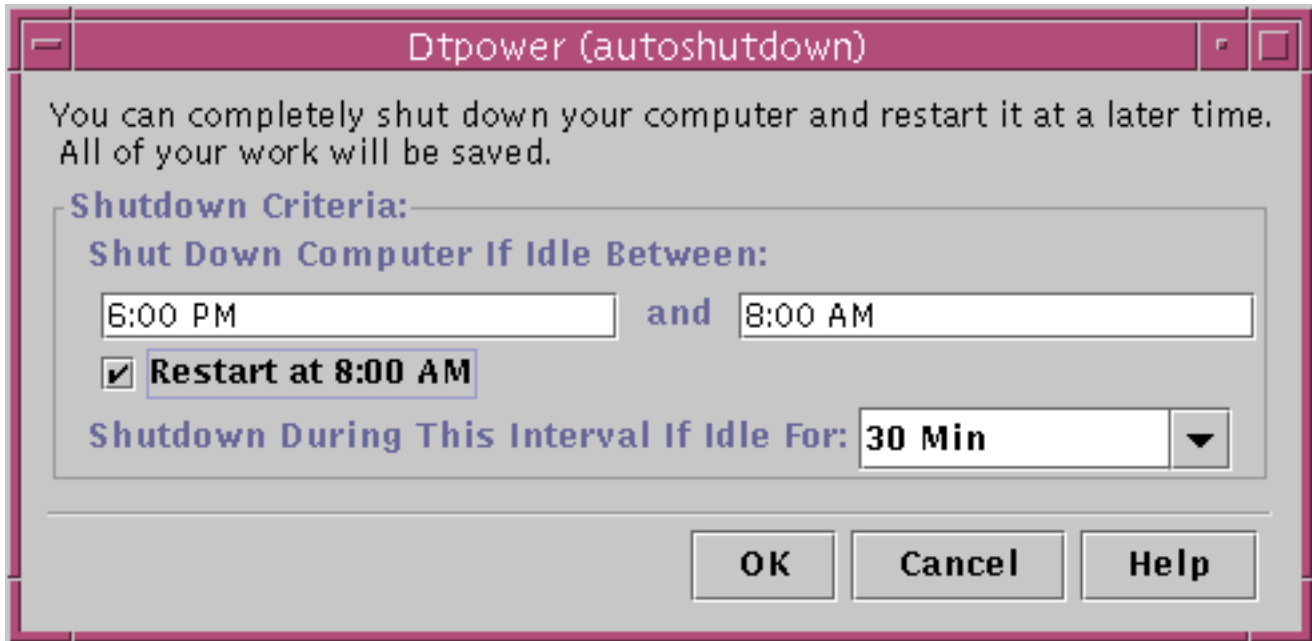 Dtpower (autoshutdown)
You can completely shut down your computer and restart it at a later time.
All of your work will be saved.
Shutdown Criteria:
Shut Down Computer If Idle Between:
6:00 PM and 8:00 AM
Restart at 8:00 AM
Shutdown During This Interval If Idle For: 30 Min
OK Cancel Help